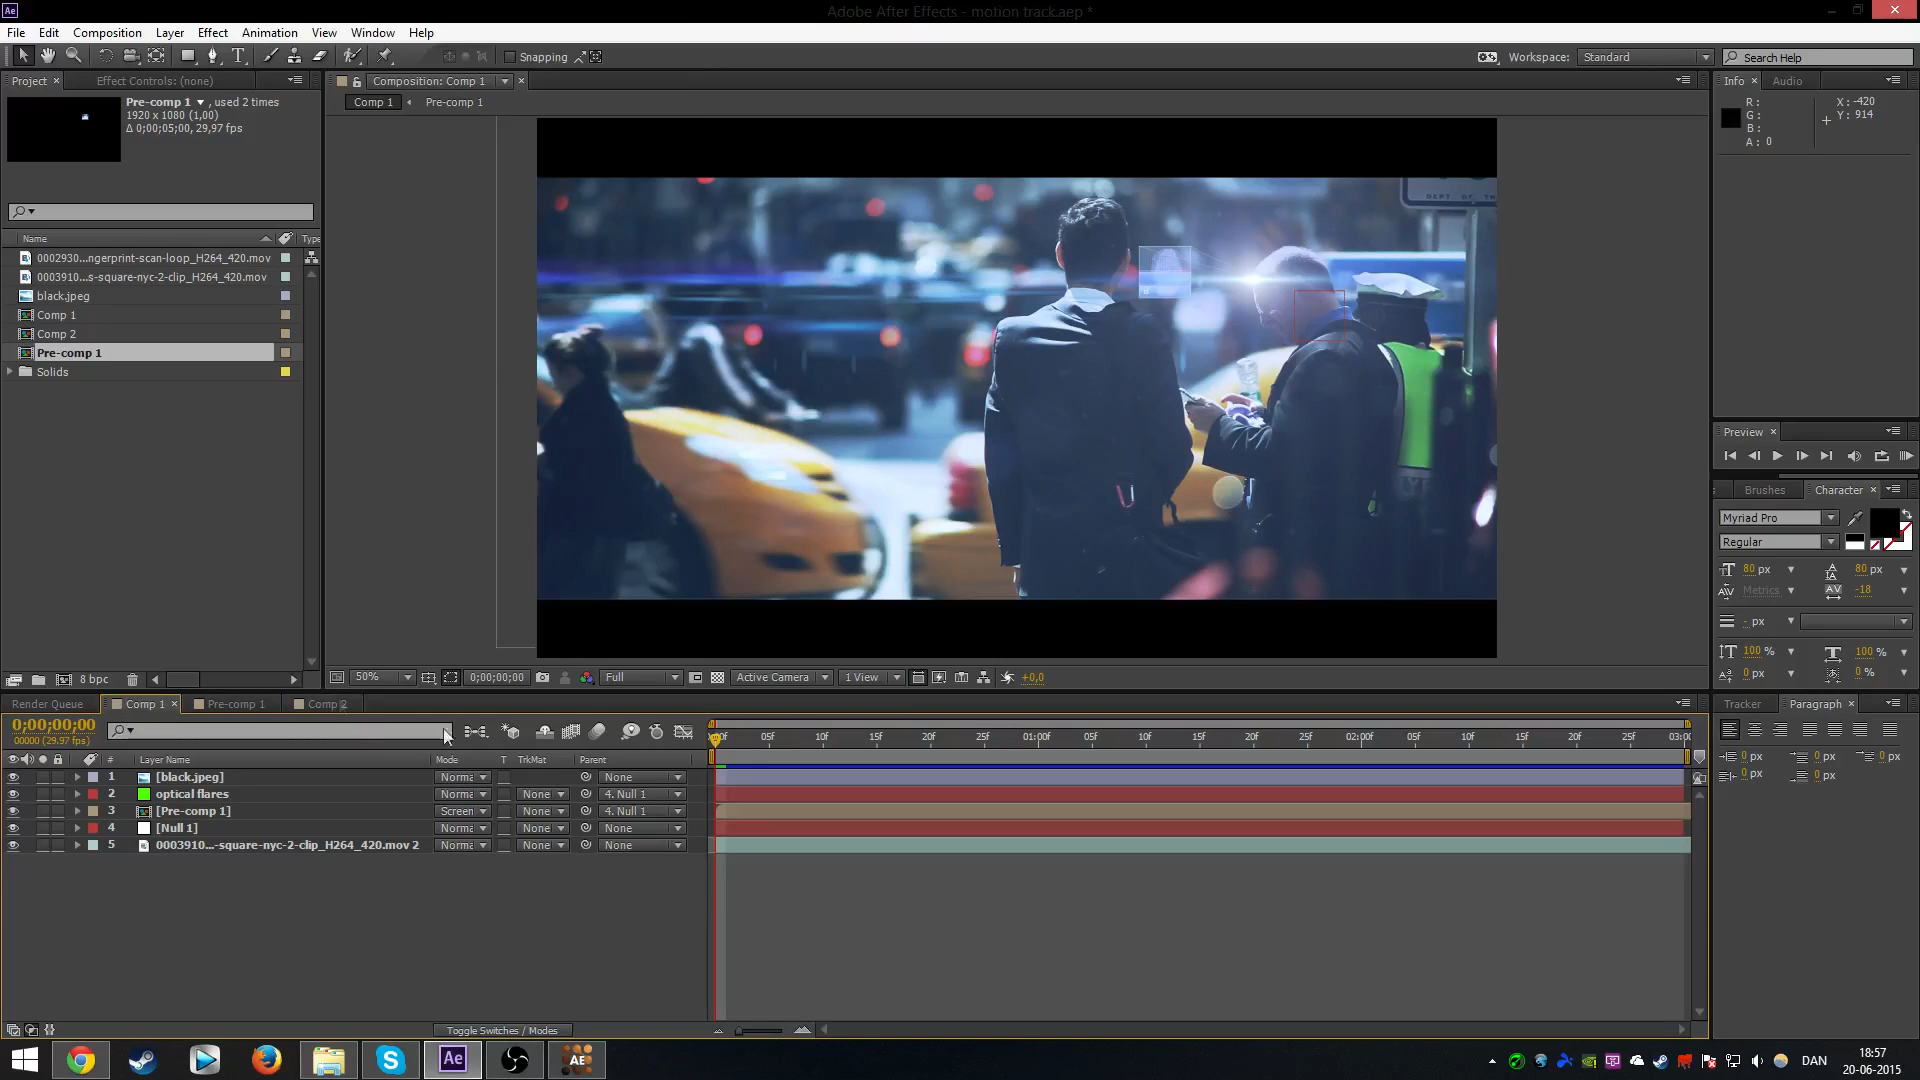 Ae
Adobe After Effects - motion track.aep *
File Edit Composition Layer Effect Animation View Window Help
Snapping
Workspace: Standard
Search Help
Project Effect Controls: (none)
Composition: Comp 1
Info Audio
Comp 1 Pre-comp 1
Pre-comp 1 , used 2 times
1920 x 1080 (1,00)
Δ 0;00;05;00, 29,97 fps
R:
G:
B:
A: 0
X: -420
Y: 914
DEPT. OF
Name Type
0002930...ngerprint-scan-loop_H264_420.mov
0003910...s-square-nyc-2-clip_H264_420.mov
black.jpeg
Comp 1
Comp 2
Pre-comp 1
Solids
Preview
Brushes Character
Myriad Pro
Regular
80 px 80 px
Metrics -18
- px
100 % 100 %
0 px 0 %
8 bpc
50% 0;00;00;00 Full Active Camera 1 View +0,0
Render Queue Comp 1 Pre-comp 1 Comp 2
Tracker Paragraph
0;00;00;00
00000 (29.97 fps)
05f 10f 15f 20f 25f 01:00f 05f 10f 15f 20f 25f 02:00f 05f 10f 15f 20f 25f 03:00
# Layer Name Mode T TrkMat Parent
1 [black.jpeg] Norma None
2 optical flares Norma None 4. Null 1
3 [Pre-comp 1] Screen None 4. Null 1
4 [Null 1] Norma None None
5 0003910...-square-nyc-2-clip_H264_420.mov 2 Norma None None
0 px 0 px 0 px
0 px 0 px
Toggle Switches / Modes
Ae
AE
DAN
18:57
20-06-2015